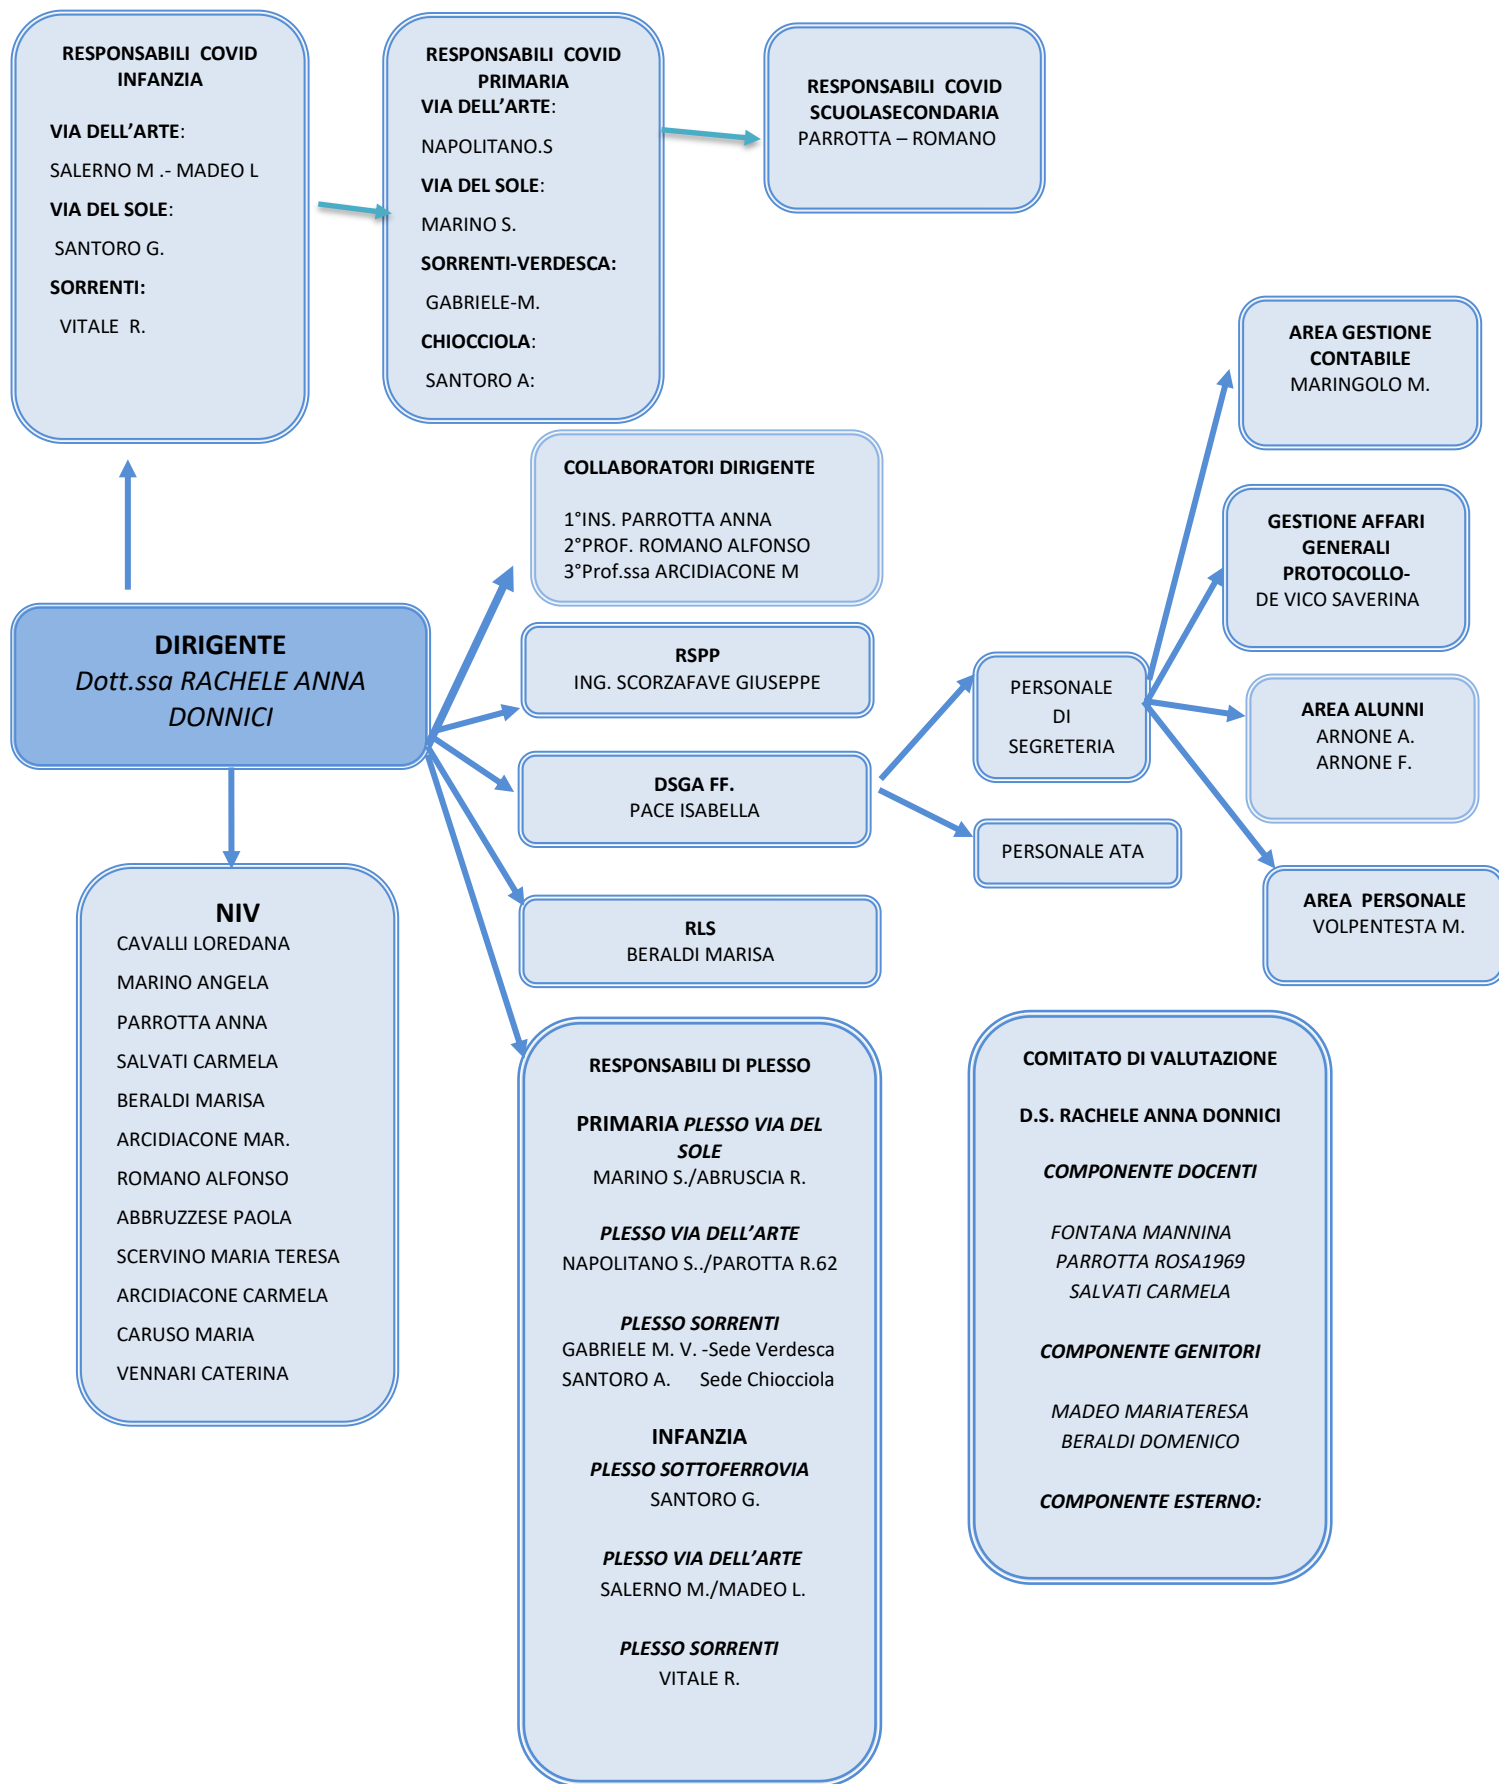 RESPONSABILI  COVID
INFANZIA
VIA DELL’ARTE:
SALERNO M .- MADEO L
VIA DEL SOLE:
SANTORO G.
SORRENTI:
VITALE  R.
RESPONSABILI  COVID
PRIMARIA
VIA DELL’ARTE:
NAPOLITANO.S
VIA DEL SOLE:
MARINO S.
SORRENTI-VERDESCA:
GABRIELE-M.
CHIOCCIOLA:
SANTORO A:
RESPONSABILI  COVID
SCUOLASECONDARIA
PARROTTA – ROMANO
COLLABORATORI DIRIGENTE
1°INS. PARROTTA ANNA
2°PROF. ROMANO ALFONSO
3°Prof.ssa ARCIDIACONE M
DIRIGENTE
Dott.ssa RACHELE ANNA
DONNICI
RSPP
ING. SCORZAFAVE GIUSEPPE
DSGA FF.
PACE ISABELLA
RLS
BERALDI MARISA
PERSONALE
DI
SEGRETERIA
PERSONALE ATA
AREA GESTIONE
CONTABILE
MARINGOLO M.
GESTIONE AFFARI
GENERALI
PROTOCOLLO-
DE VICO SAVERINA
AREA ALUNNI
ARNONE A.
ARNONE F.
AREA  PERSONALE
VOLPENTESTA M.
NIV
CAVALLI LOREDANA
MARINO ANGELA
PARROTTA ANNA
SALVATI CARMELA
BERALDI MARISA
ARCIDIACONE MAR.
ROMANO ALFONSO
ABBRUZZESE PAOLA
SCERVINO MARIA TERESA
ARCIDIACONE CARMELA
CARUSO MARIA
VENNARI CATERINA
RESPONSABILI DI PLESSO
PRIMARIA PLESSO VIA DEL
SOLE
MARINO S./ABRUSCIA R.
PLESSO VIA DELL’ARTE
NAPOLITANO S../PAROTTA R.62
PLESSO SORRENTI
GABRIELE M. V. -Sede Verdesca
SANTORO A.     Sede Chiocciola
INFANZIA
PLESSO SOTTOFERROVIA
SANTORO G.
PLESSO VIA DELL’ARTE
SALERNO M./MADEO L.
PLESSO SORRENTI
VITALE R.
COMITATO DI VALUTAZIONE
D.S. RACHELE ANNA DONNICI
COMPONENTE DOCENTI
FONTANA MANNINA
PARROTTA ROSA1969
SALVATI CARMELA
COMPONENTE GENITORI
MADEO MARIATERESA
BERALDI DOMENICO
COMPONENTE ESTERNO: